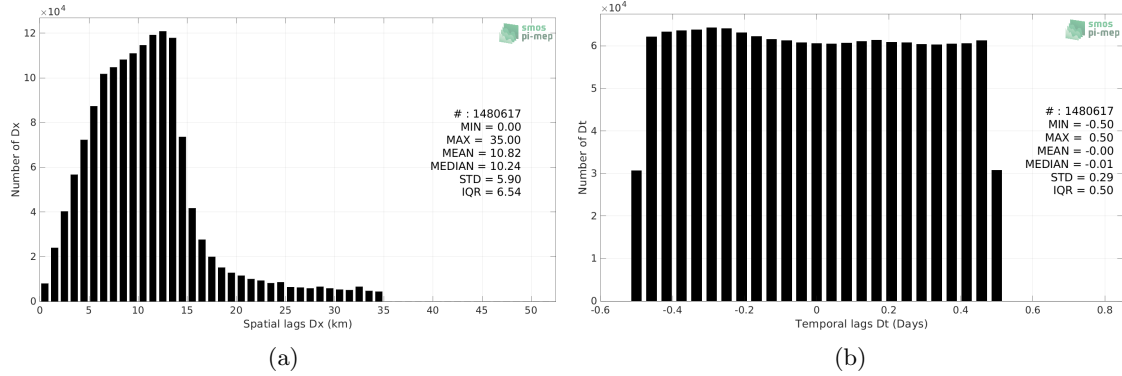 ×10⁴
12
10
8
6
4
2
0
Number of Dx
0 5 10 15 20 25 30 35 40 45 50
Spatial lags Dx (km)
smos
pi-mep
# : 1480617
MIN = 0.00
MAX = 35.00
MEAN = 10.82
MEDIAN = 10.24
STD = 5.90
IQR = 6.54
(a)
×10⁴
6
5
4
3
2
1
0
Number of Dt
-0.6 -0.4 -0.2 0 0.2 0.4 0.6 0.8
Temporal lags Dt (Days)
smos
pi-mep
# : 1480617
MIN = -0.50
MAX = 0.50
MEAN = -0.00
MEDIAN = -0.01
STD = 0.29
IQR = 0.50
(b)